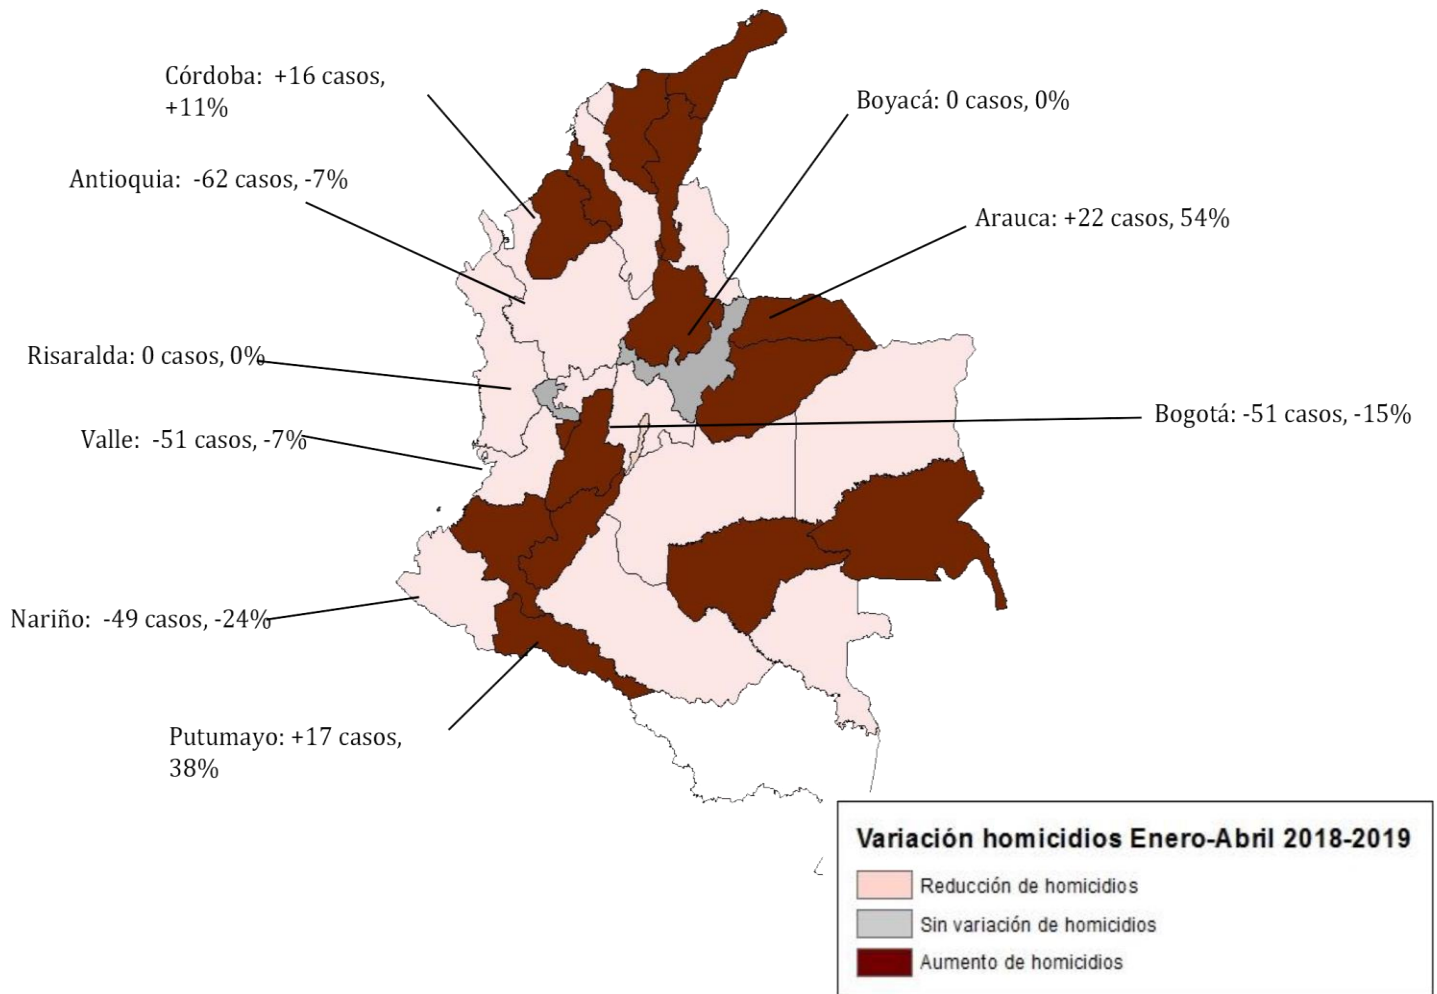 Córdoba: +16 casos,
+11%
Boyacá: 0 casos, 0%
Antioquia: -62 casos, -7%
Arauca: +22 casos, 54%
Risaralda: 0 casos, 0%
Bogotá: -51 casos, -15%
Valle: -51 casos, -7%
Nariño: -49 casos, -24%
Putumayo: +17 casos,
38%
Variación homicidios Enero-Abril 2018-2019
Reducción de homicidios
Sin variación de homicidios
Aumento de homicidios